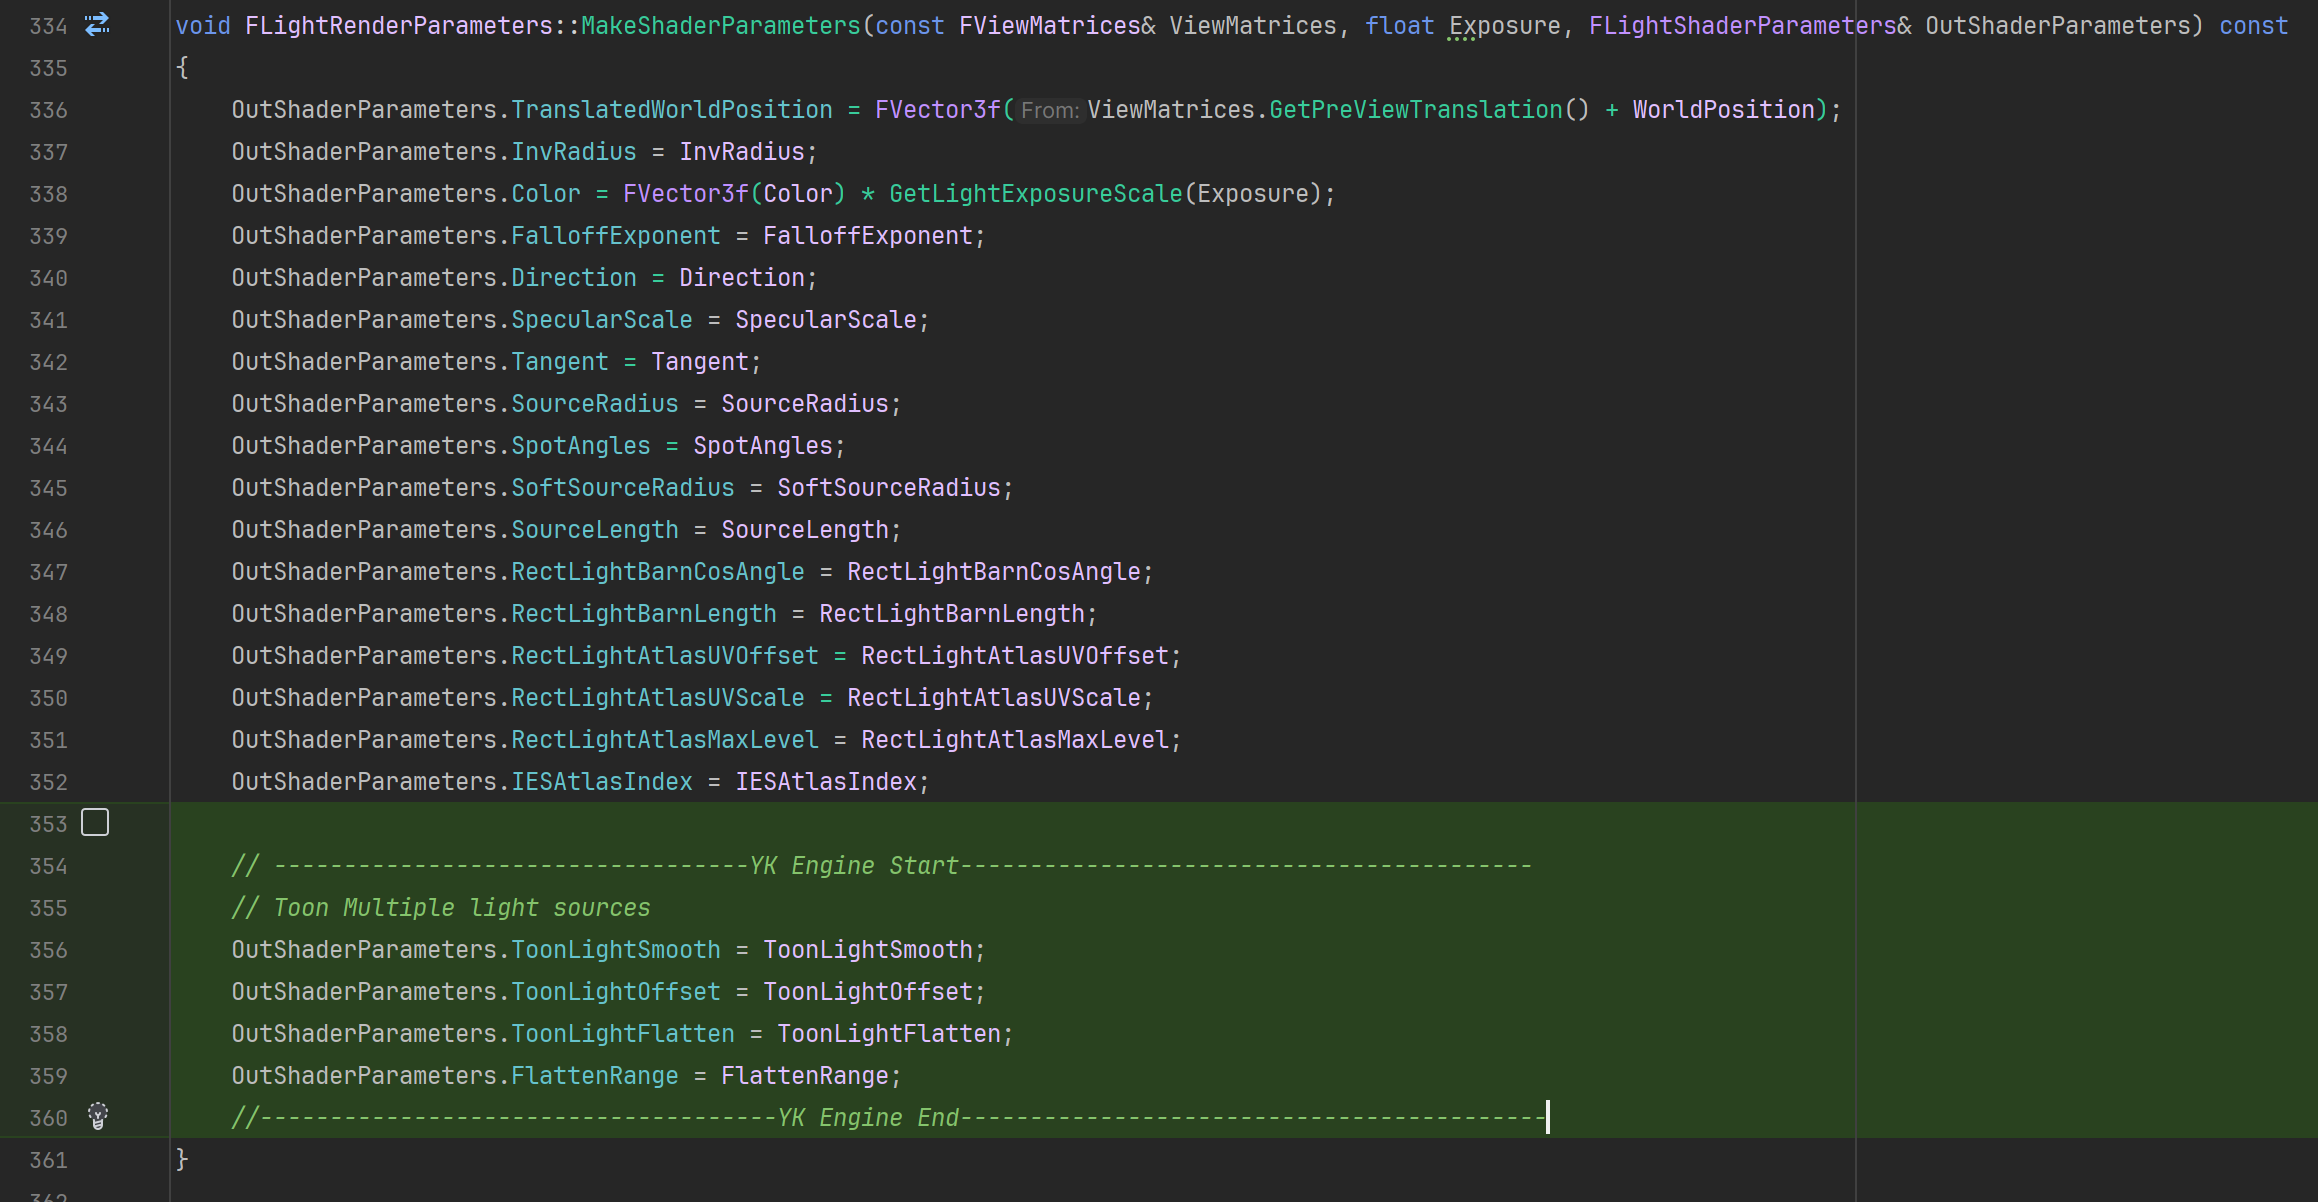 334 void FLightRenderParameters::MakeShaderParameters(const FViewMatrices& ViewMatrices, float Exposure, FLightShaderParameters& OutShaderParameters) const
335 {
336     OutShaderParameters.TranslatedWorldPosition = FVector3f(From: ViewMatrices.GetPreViewTranslation() + WorldPosition);
337     OutShaderParameters.InvRadius = InvRadius;
338     OutShaderParameters.Color = FVector3f(Color) * GetLightExposureScale(Exposure);
339     OutShaderParameters.FalloffExponent = FalloffExponent;
340     OutShaderParameters.Direction = Direction;
341     OutShaderParameters.SpecularScale = SpecularScale;
342     OutShaderParameters.Tangent = Tangent;
343     OutShaderParameters.SourceRadius = SourceRadius;
344     OutShaderParameters.SpotAngles = SpotAngles;
345     OutShaderParameters.SoftSourceRadius = SoftSourceRadius;
346     OutShaderParameters.SourceLength = SourceLength;
347     OutShaderParameters.RectLightBarnCosAngle = RectLightBarnCosAngle;
348     OutShaderParameters.RectLightBarnLength = RectLightBarnLength;
349     OutShaderParameters.RectLightAtlasUVOffset = RectLightAtlasUVOffset;
350     OutShaderParameters.RectLightAtlasUVScale = RectLightAtlasUVScale;
351     OutShaderParameters.RectLightAtlasMaxLevel = RectLightAtlasMaxLevel;
352     OutShaderParameters.IESAtlasIndex = IESAtlasIndex;
353
354     // ----------------------------------YK Engine Start-----------------------------------------
355     // Toon Multiple light sources
356     OutShaderParameters.ToonLightSmooth = ToonLightSmooth;
357     OutShaderParameters.ToonLightOffset = ToonLightOffset;
358     OutShaderParameters.ToonLightFlatten = ToonLightFlatten;
359     OutShaderParameters.FlattenRange = FlattenRange;
360     //-------------------------------------YK Engine End------------------------------------------
361 }
362